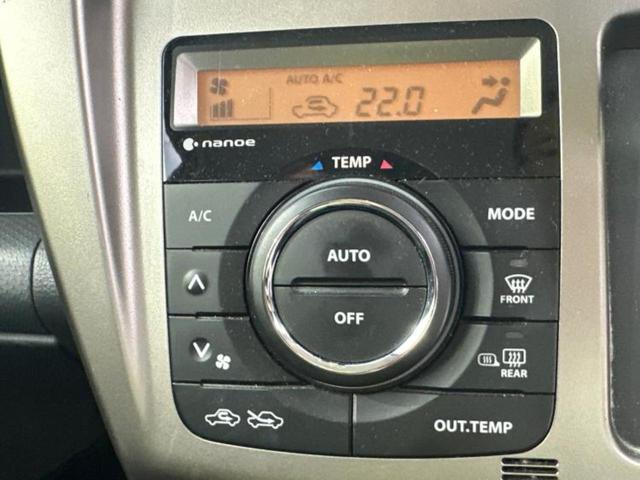 AUTO A/C
22.0
nanoe
TEMP
A/C
MODE
AUTO
FRONT
OFF
REAR
OUT.TEMP